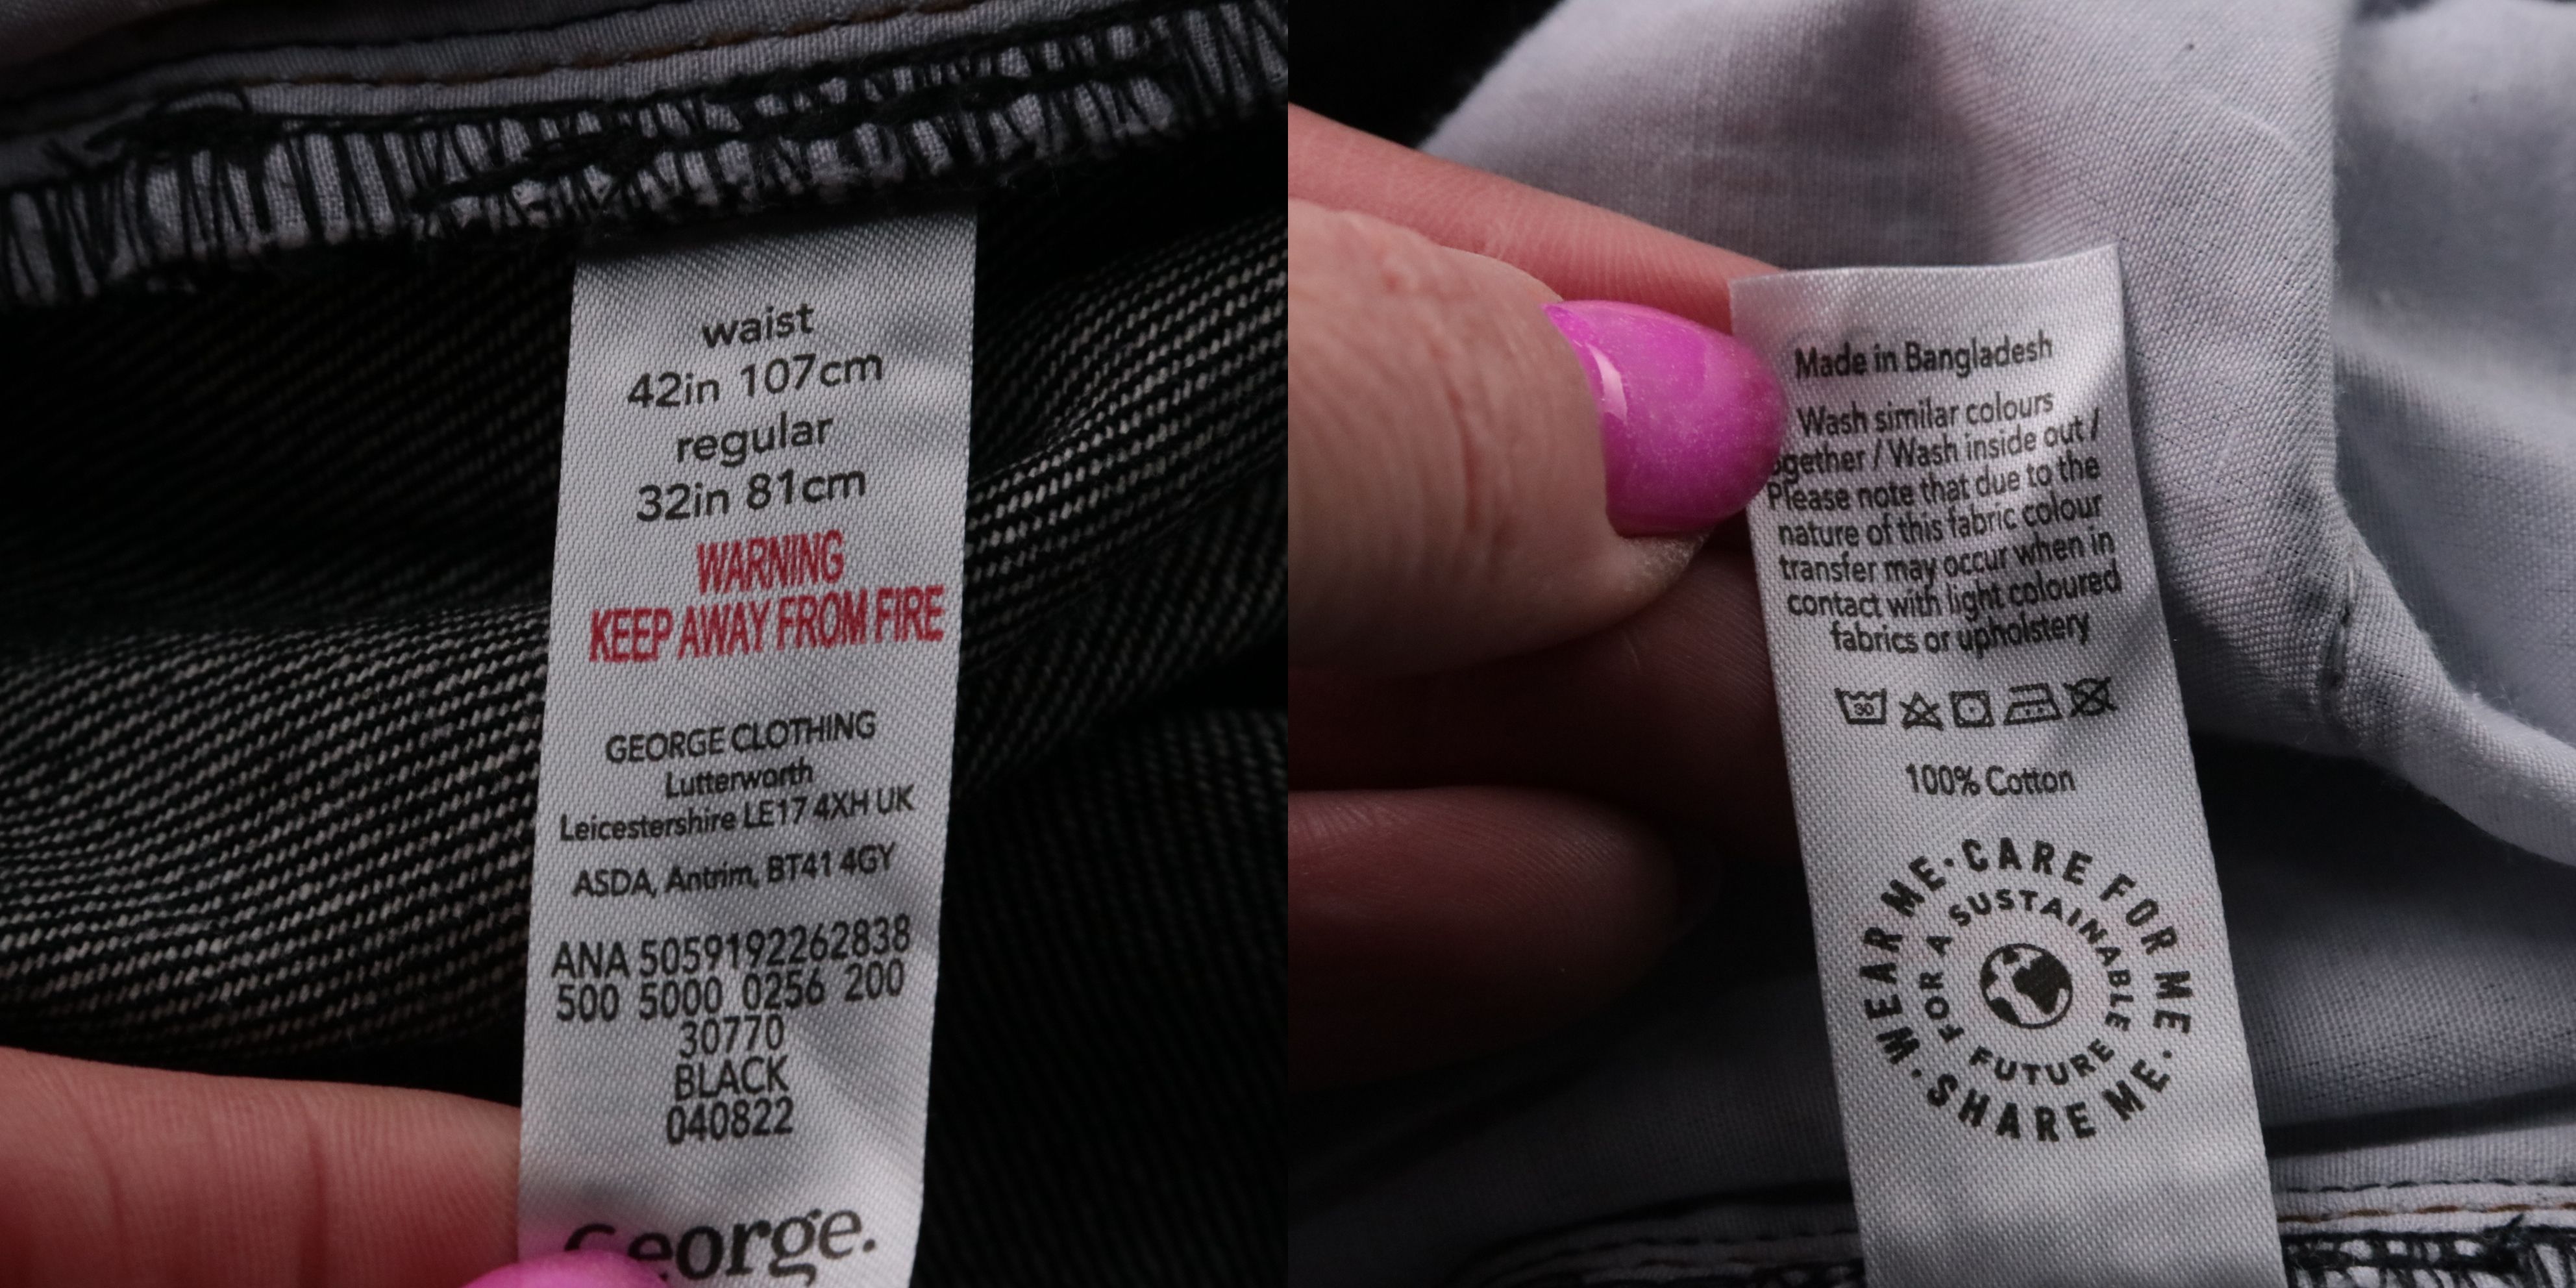 waist
42in 107cm
regular
32in 81cm
WARNING
KEEP AWAY FROM FIRE
GEORGE CLOTHING
Lutterworth
Leicestershire LE17 4XH UK
ASDA, Antrim, BT41 4GY
ANA 5059192262838
500 5000 0256 200
30770
BLACK
040822
George.
Made in Bangladesh
Wash similar colours
ogether / Wash inside out /
Please note that due to the
nature of this fabric colour
transfer may occur when in
contact with light coloured
fabrics or upholstery
30
100% Cotton
WEAR ME · CARE FOR ME · SHARE ME ·
FOR A SUSTAINABLE FUTURE